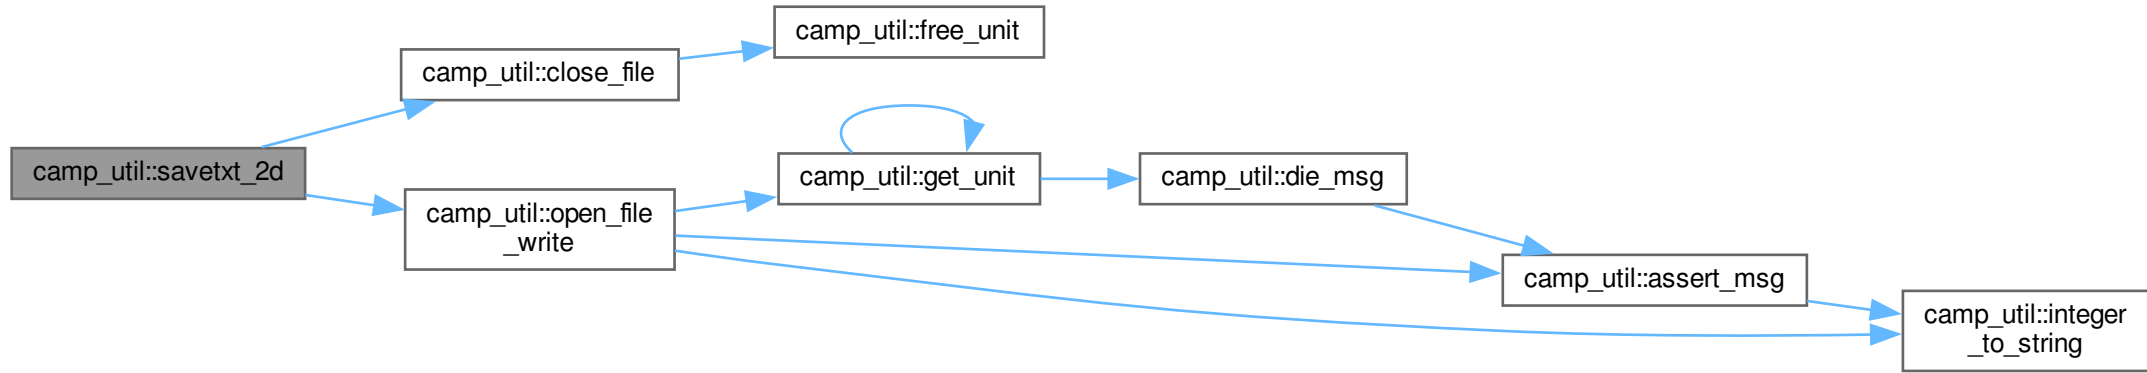 camp_util::free_unit
camp_util::close_file
camp_util::savetxt_2d
camp_util::get_unit
camp_util::die_msg
camp_util::open_file
_write
camp_util::assert_msg
camp_util::integer
_to_string